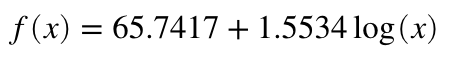 f(x) = 65.7417 + 1.5534 log(x)